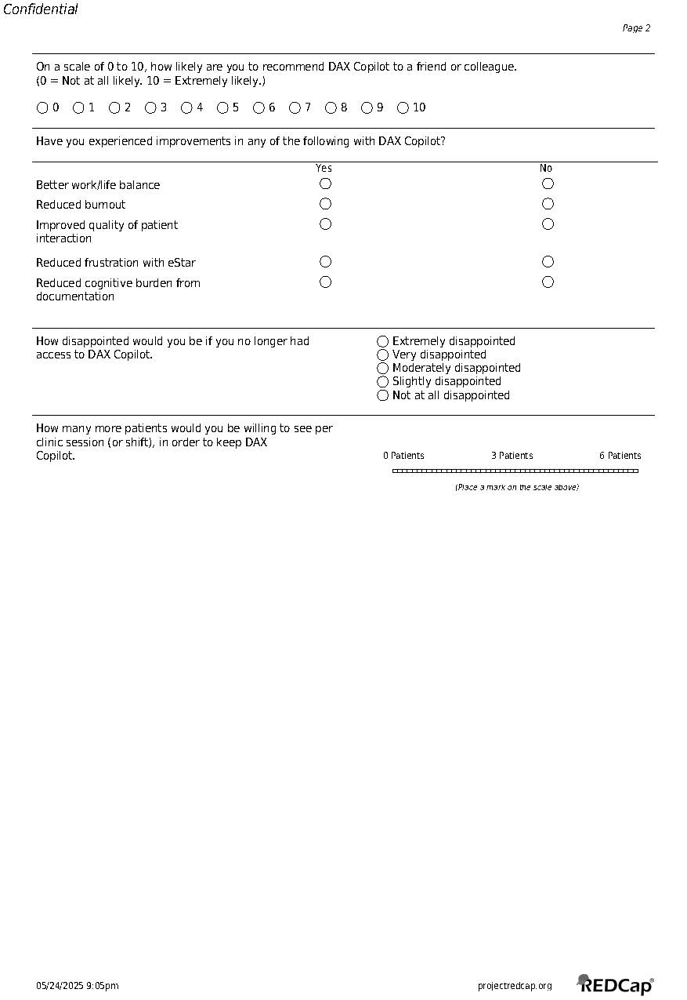 Confidential
Page 2
On a scale of 0 to 10, how likely are you to recommend DAX Copilot to a friend or colleague.
(0 = Not at all likely. 10 = Extremely likely.)
0 1 2 3 4 5 6 7 8 9 10
Have you experienced improvements in any of the following with DAX Copilot?
Yes No
Better work/life balance
Reduced burnout
Improved quality of patient
interaction
Reduced frustration with eStar
Reduced cognitive burden from
documentation
How disappointed would you be if you no longer had
access to DAX Copilot.
Extremely disappointed
Very disappointed
Moderately disappointed
Slightly disappointed
Not at all disappointed
How many more patients would you be willing to see per
clinic session (or shift), in order to keep DAX
Copilot.
0 Patients 3 Patients 6 Patients
(Place a mark on the scale above)
05/24/2025 9:05pm projectredcap.org REDCap®